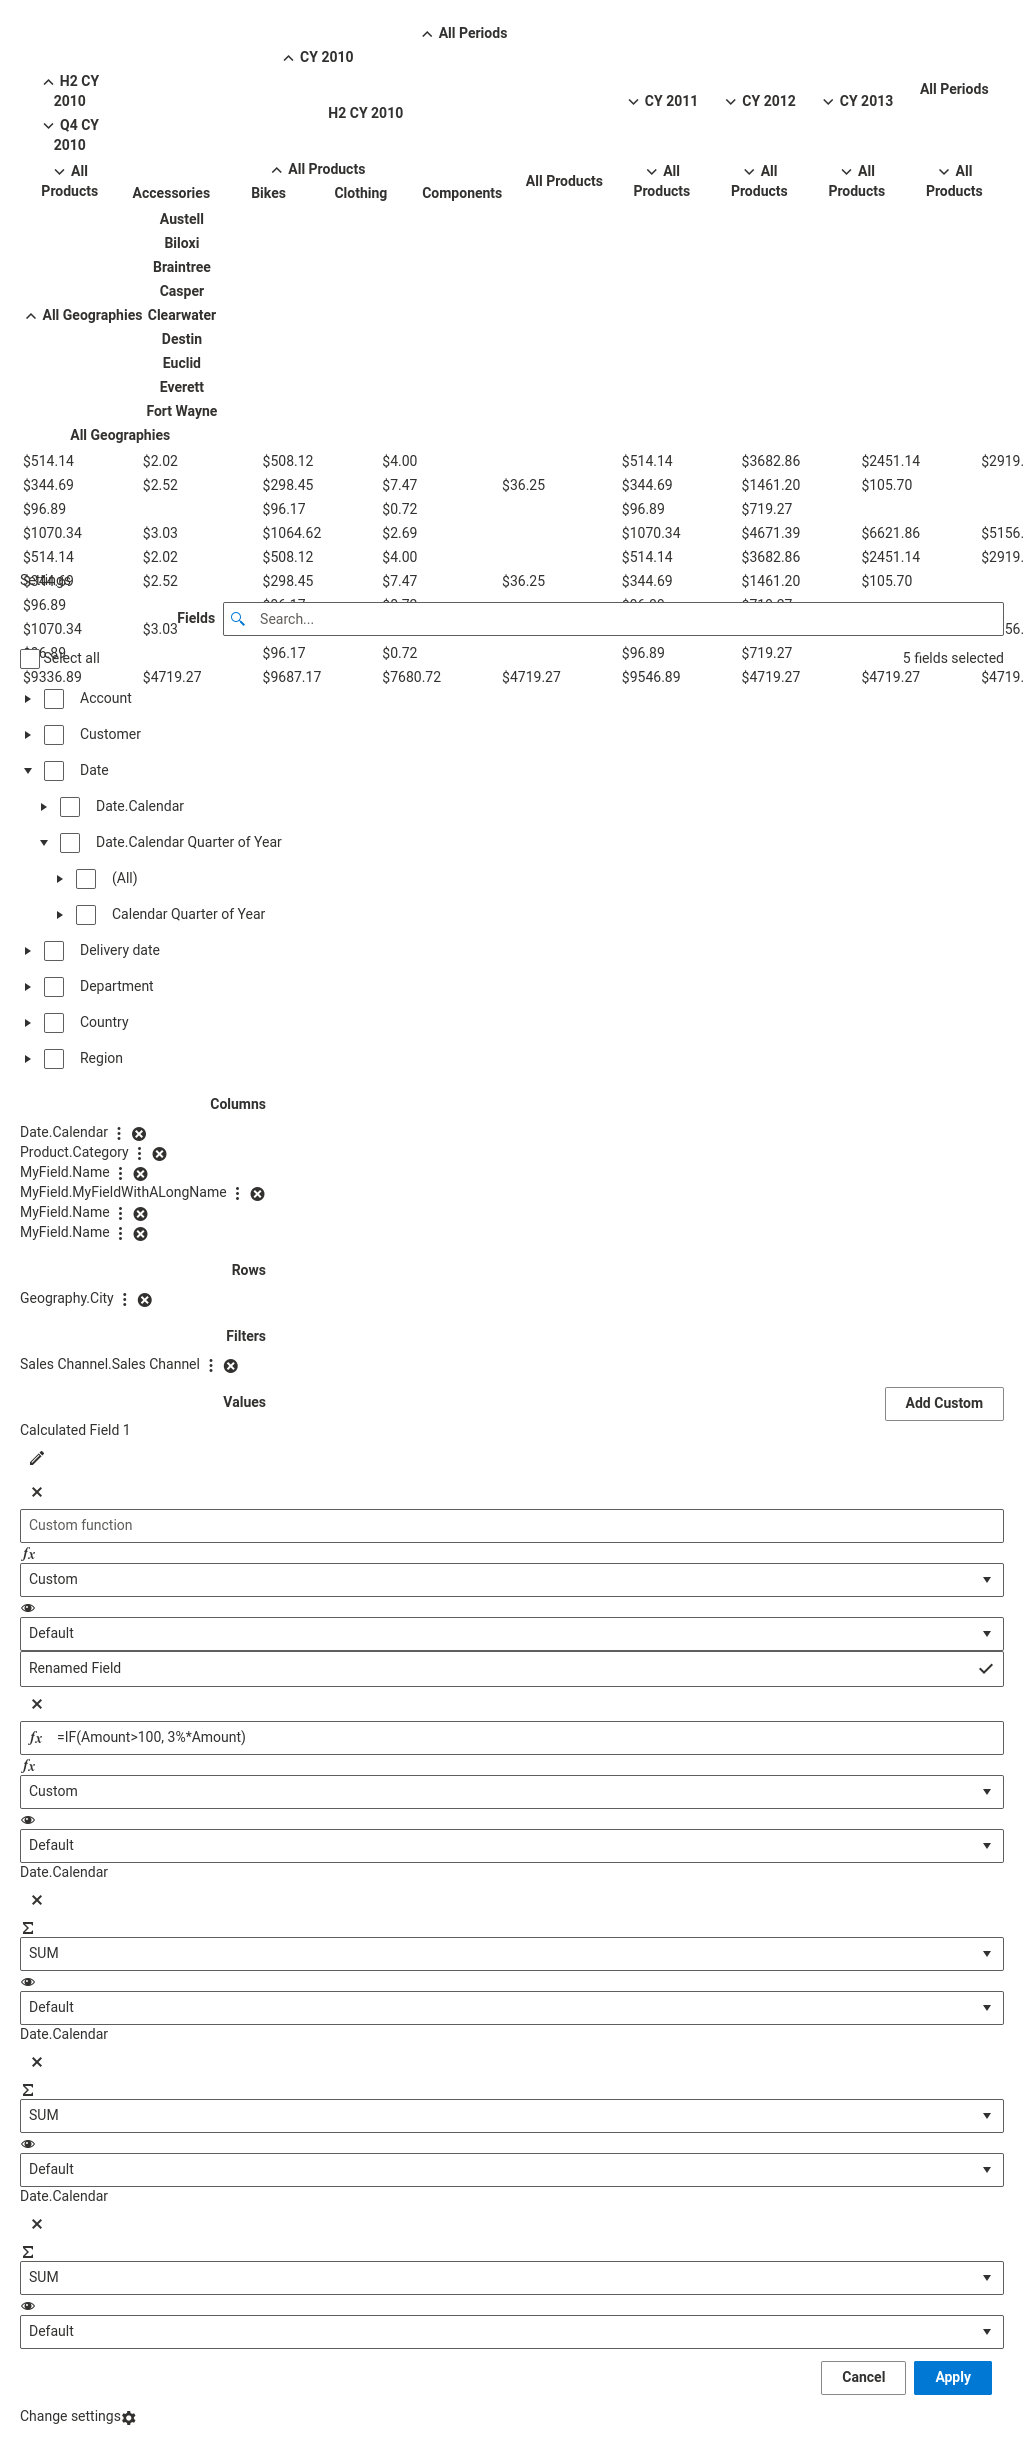 All Periods
CY 2010
H2 CY 2010
All Periods
CY 2011 CY 2012 CY 2013
H2 CY 2010
Q4 CY 2010
All Products
All Products
All Products
All Products
All Products
All Products
All Products
Accessories Bikes Clothing Components
Austell
Biloxi
Braintree
Casper
All Geographies Clearwater
Destin
Euclid
Everett
Fort Wayne
All Geographies
$514.14 $2.02 $508.12 $4.00 $514.14 $3682.86 $2451.14 $2919.
$344.69 $2.52 $298.45 $7.47 $36.25 $344.69 $1461.20 $105.70
$96.89 $96.17 $0.72 $96.89 $719.27
$1070.34 $3.03 $1064.62 $2.69 $1070.34 $4671.39 $6621.86 $5156.
$514.14 $2.02 $508.12 $4.00 $514.14 $3682.86 $2451.14 $2919.
Settings
$344.69 $2.52 $298.45 $7.47 $36.25 $344.69 $1461.20 $105.70
$96.89
Fields Search...
$1070.34 $3.03 56.
$96.17 $0.72 $96.89 $719.27
Select all 5 fields selected
$9336.89 $4719.27 $9687.17 $7680.72 $4719.27 $9546.89 $4719.27 $4719.27 $4719.
Account
Customer
Date
Date.Calendar
Date.Calendar Quarter of Year
(All)
Calendar Quarter of Year
Delivery date
Department
Country
Region
Columns
Date.Calendar
Product.Category
MyField.Name
MyField.MyFieldWithALongName
MyField.Name
MyField.Name
Rows
Geography.City
Filters
Sales Channel.Sales Channel
Values Add Custom
Calculated Field 1
Custom function
fx
Custom
Default
Renamed Field
fx =IF(Amount>100, 3%*Amount)
fx
Custom
Default
Date.Calendar
Σ
SUM
Default
Date.Calendar
Σ
SUM
Default
Date.Calendar
Σ
SUM
Default
Cancel Apply
Change settings